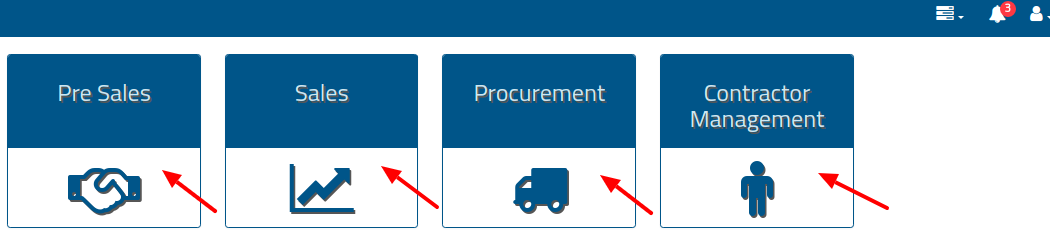 3
Pre Sales
Sales
Procurement
Contractor
Management